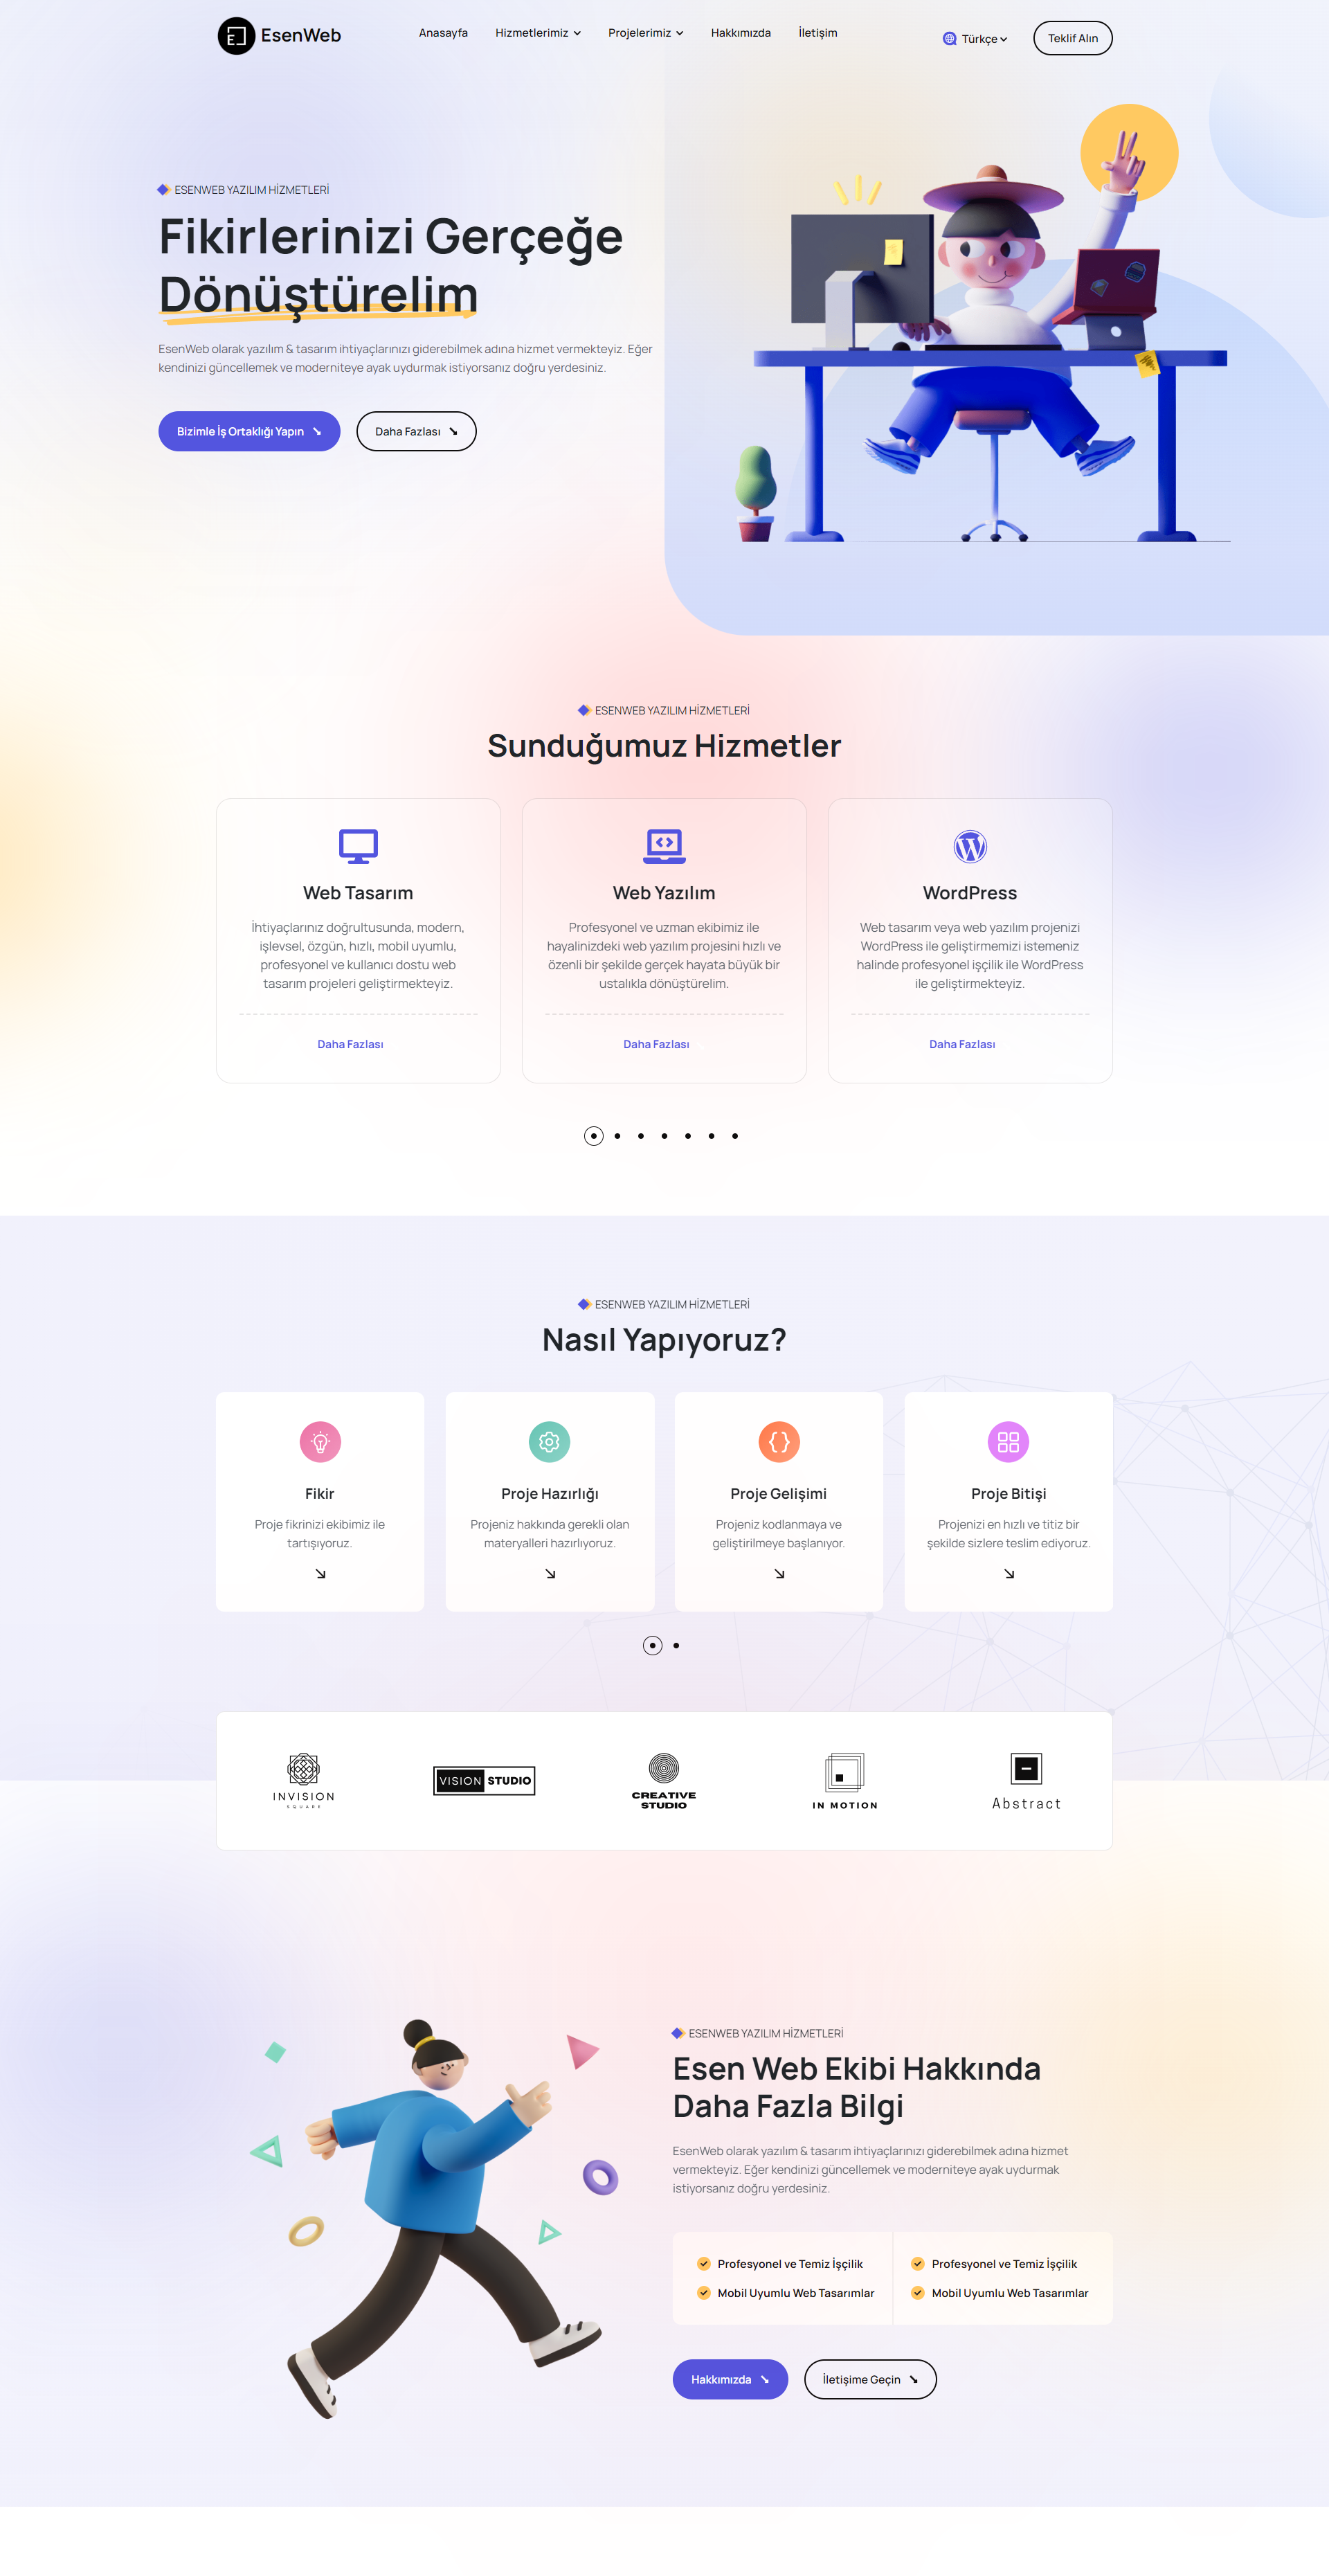 EsenWeb
Anasayfa
Hizmetlerimiz
Projelerimiz
Hakkımızda
İletişim
Türkçe
Teklif Alın
ESENWEB YAZILIM HİZMETLERİ
Fikirlerinizi Gerçeğe
Dönüştürelim
EsenWeb olarak yazılım & tasarım ihtiyaçlarınızı giderebilmek adına hizmet vermekteyiz. Eğer
kendinizi güncellemek ve moderniteye ayak uydurmak istiyorsanız doğru yerdesiniz.
Bizimle İş Ortaklığı Yapın
Daha Fazlası
ESENWEB YAZILIM HİZMETLERİ
Sunduğumuz Hizmetler
Web Tasarım
İhtiyaçlarınız doğrultusunda, modern,
işlevsel, özgün, hızlı, mobil uyumlu,
profesyonel ve kullanıcı dostu web
tasarım projeleri geliştirmekteyiz.
Daha Fazlası
Web Yazılım
Profesyonel ve uzman ekibimiz ile
hayalinizdeki web yazılım projesini hızlı ve
özenli bir şekilde gerçek hayata büyük bir
ustalıkla dönüştürelim.
Daha Fazlası
WordPress
Web tasarım veya web yazılım projenizi
WordPress ile geliştirmemizi istemeniz
halinde profesyonel işçilik ile WordPress
ile geliştirmekteyiz.
Daha Fazlası
ESENWEB YAZILIM HİZMETLERİ
Nasıl Yapıyoruz?
Fikir
Proje fikrinizi ekibimiz ile
tartışıyoruz.
Proje Hazırlığı
Projeniz hakkında gerekli olan
materyalleri hazırlıyoruz.
Proje Gelişimi
Projeniz kodlanmaya ve
geliştirilmeye başlanıyor.
Proje Bitişi
Projenizi en hızlı ve titiz bir
şekilde sizlere teslim ediyoruz.
INVISION
SQUARE
VISION STUDIO
CREATIVE
STUDIO
IN MOTION
Abstract
ESENWEB YAZILIM HİZMETLERİ
Esen Web Ekibi Hakkında
Daha Fazla Bilgi
EsenWeb olarak yazılım & tasarım ihtiyaçlarınızı giderebilmek adına hizmet
vermekteyiz. Eğer kendinizi güncellemek ve moderniteye ayak uydurmak
istiyorsanız doğru yerdesiniz.
Profesyonel ve Temiz İşçilik
Mobil Uyumlu Web Tasarımlar
Profesyonel ve Temiz İşçilik
Mobil Uyumlu Web Tasarımlar
Hakkımızda
İletişime Geçin